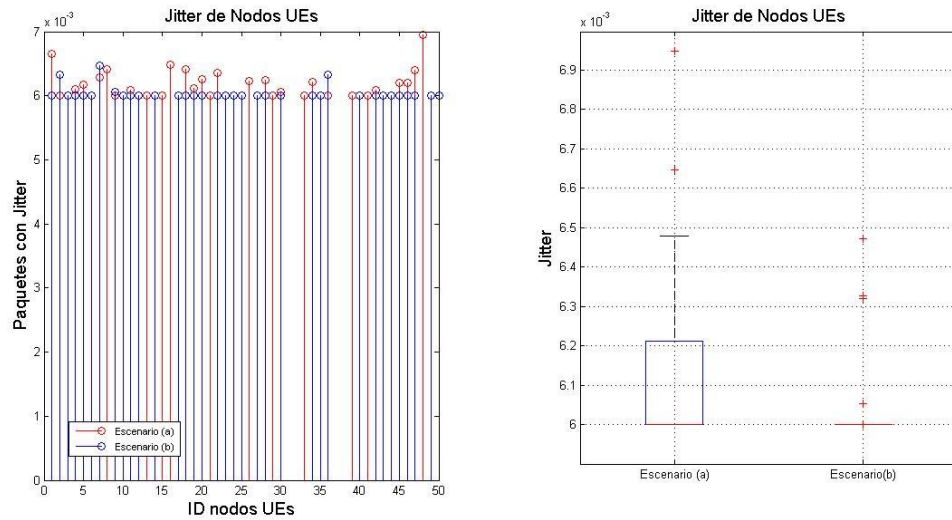 Jitter de Nodos UEs
x 10⁻³
7
6
5
4
3
2
1
0
Paquetes con Jitter
Escenario (a)
Escenario (b)
0 5 10 15 20 25 30 35 40 45 50
ID nodos UEs
Jitter de Nodos UEs
x 10⁻³
6.9
6.8
6.7
6.6
6.5
6.4
6.3
6.2
6.1
6
Jitter
Escenario (a) Escenario(b)